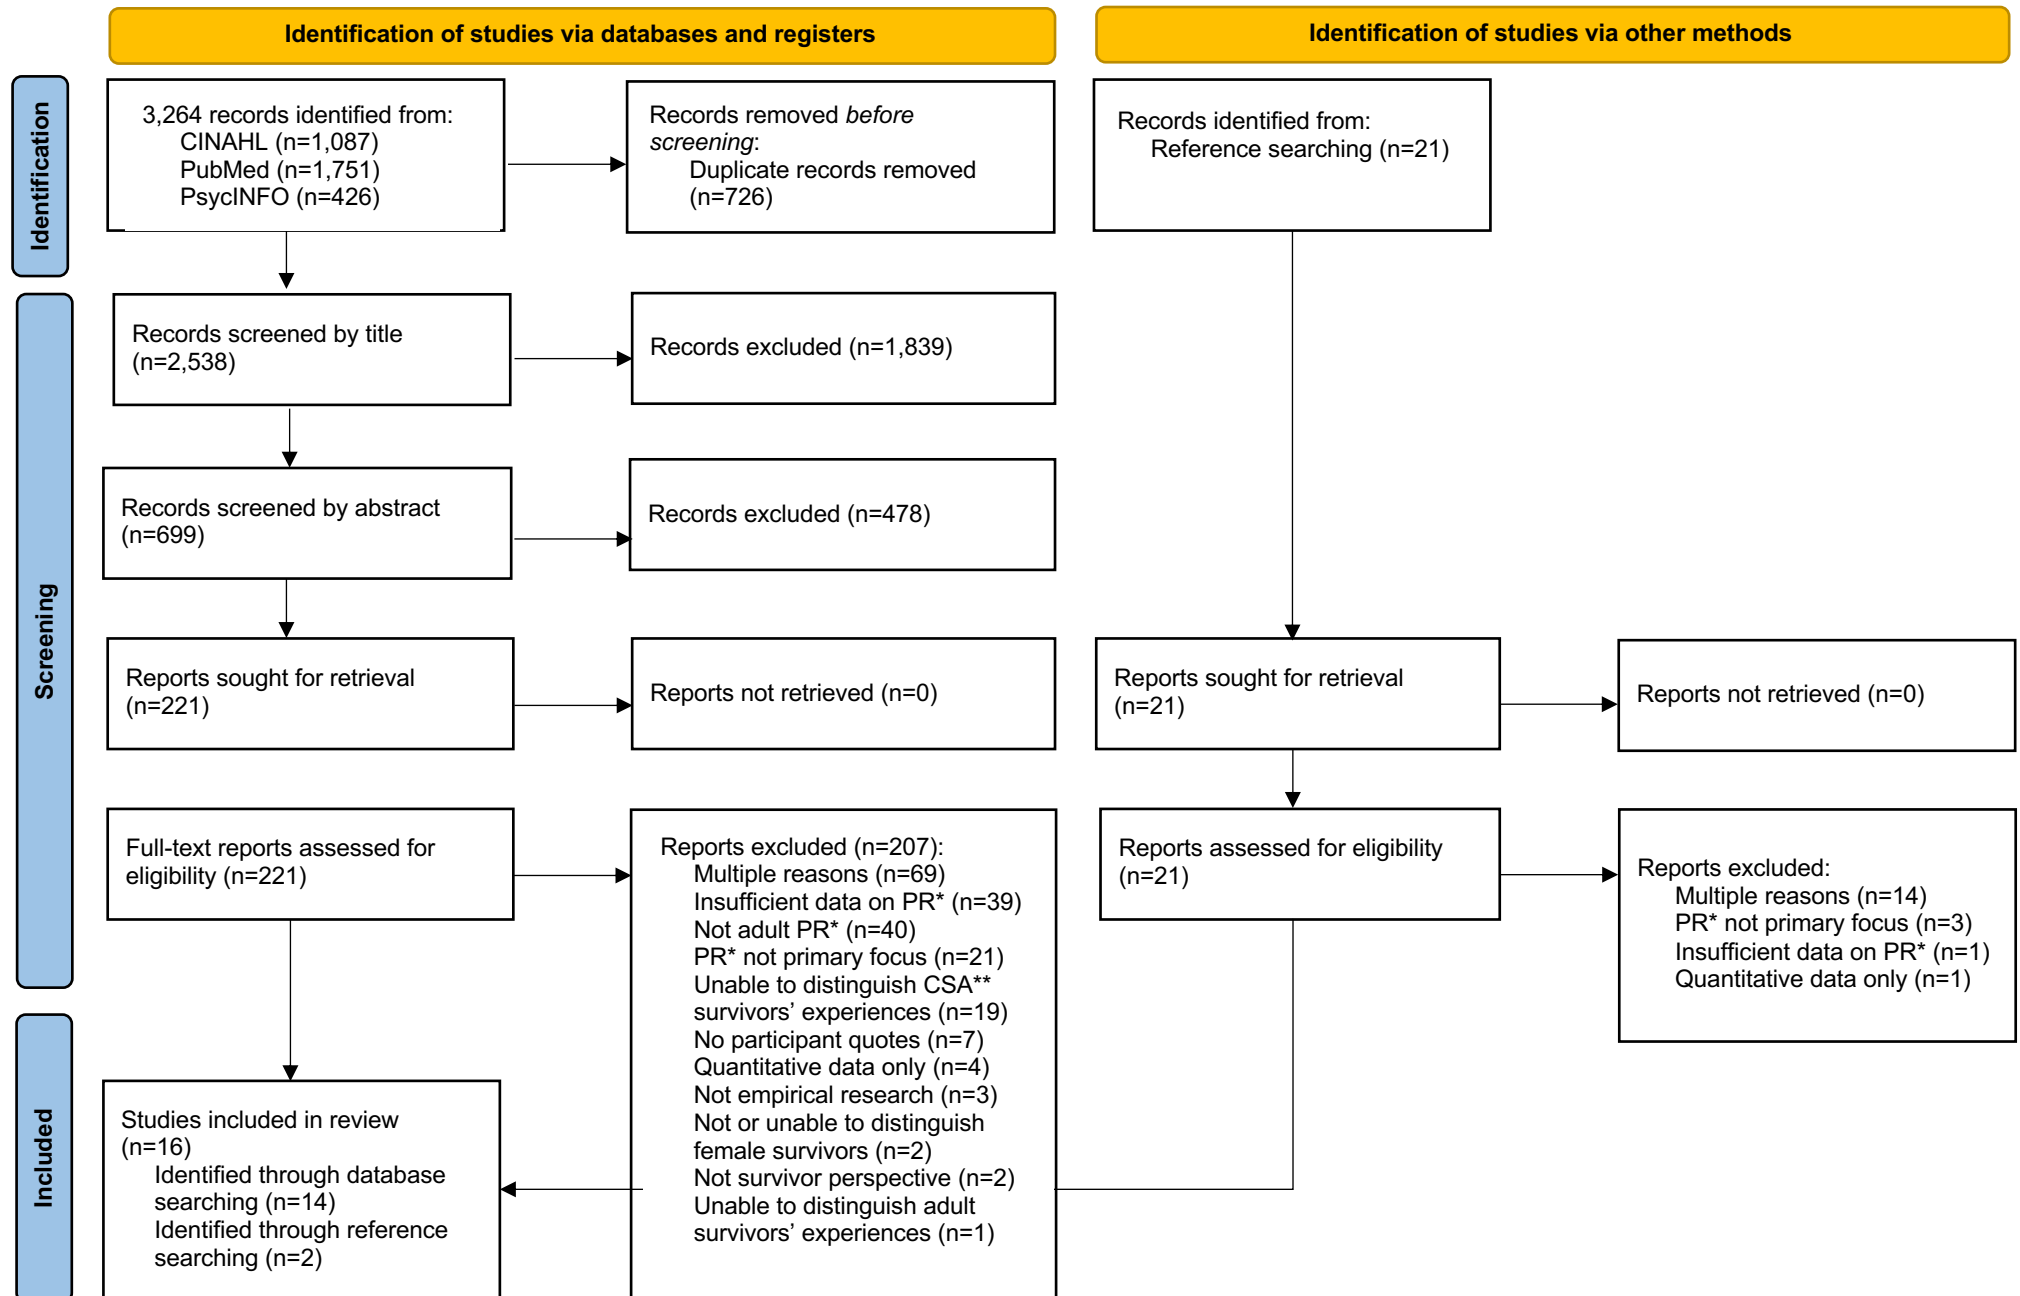 Identification of studies via databases and registers
Identification of studies via other methods
Identification
3,264 records identified from:
CINAHL (n=1,087)
PubMed (n=1,751)
PsycINFO (n=426)
Records removed before
screening:
Duplicate records removed
(n=726)
Records identified from:
Reference searching (n=21)
Screening
Records screened by title
(n=2,538)
Records excluded (n=1,839)
Records screened by abstract
(n=699)
Records excluded (n=478)
Reports sought for retrieval
(n=221)
Reports not retrieved (n=0)
Reports sought for retrieval
(n=21)
Reports not retrieved (n=0)
Full-text reports assessed for
eligibility (n=221)
Reports excluded (n=207):
Multiple reasons (n=69)
Insufficient data on PR* (n=39)
Not adult PR* (n=40)
PR* not primary focus (n=21)
Unable to distinguish CSA**
survivors’ experiences (n=19)
No participant quotes (n=7)
Quantitative data only (n=4)
Not empirical research (n=3)
Not or unable to distinguish
female survivors (n=2)
Not survivor perspective (n=2)
Unable to distinguish adult
survivors’ experiences (n=1)
Reports assessed for eligibility
(n=21)
Reports excluded:
Multiple reasons (n=14)
PR* not primary focus (n=3)
Insufficient data on PR* (n=1)
Quantitative data only (n=1)
Included
Studies included in review
(n=16)
Identified through database
searching (n=14)
Identified through reference
searching (n=2)